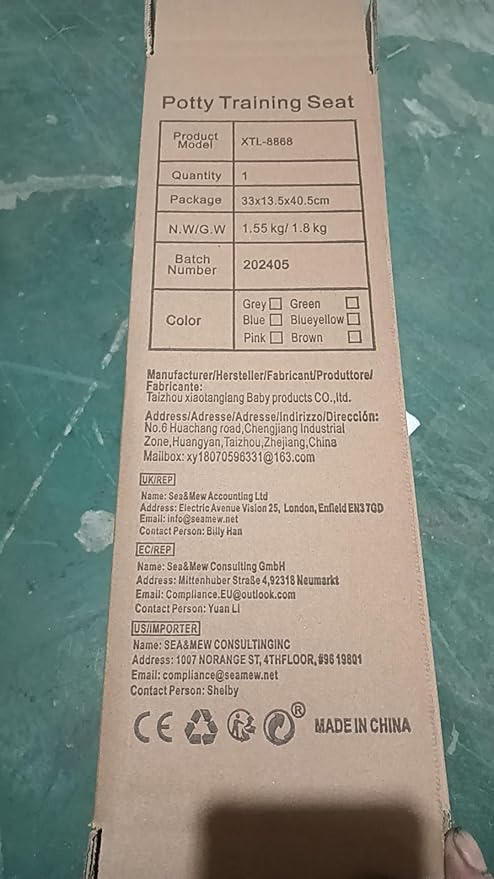 Potty Training Seat
Product Model XTL-8868
Quantity 1
Package 33x13.5x40.5cm
N.W/G.W 1.55 kg/ 1.8 kg
Batch Number 202405
Color
Grey Green
Blue Blueyellow
Pink Brown
Manufacturer/Hersteller/Fabricant/Produttore/
Fabricante:
Taizhou xiaotanglang Baby products CO.,ltd.
Address/Adresse/Adresse/Indirizzo/Dirección:
No.6 Huachang road,Chengjiang Industrial
Zone,Huangyan,Taizhou,Zhejiang,China
Mailbox: xy18070596331@163.com
UK/REP
Name: Sea&Mew Accounting Ltd
Address: Electric Avenue Vision 25, London, Enfield EN3 7GD
Email: info@seamew.net
Contact Person: Billy Han
EC/REP
Name: Sea&Mew Consulting GmbH
Address: Mittenhuber Straße 4,92318 Neumarkt
Email: Compliance.EU@outlook.com
Contact Person: Yuan Li
US/IMPORTER
Name: SEA&MEW CONSULTINGINC
Address: 1007 NORANGE ST, 4THFLOOR,#96 19801
Email: compliance@seamew.net
Contact Person: Shelby
CE ® MADE IN CHINA